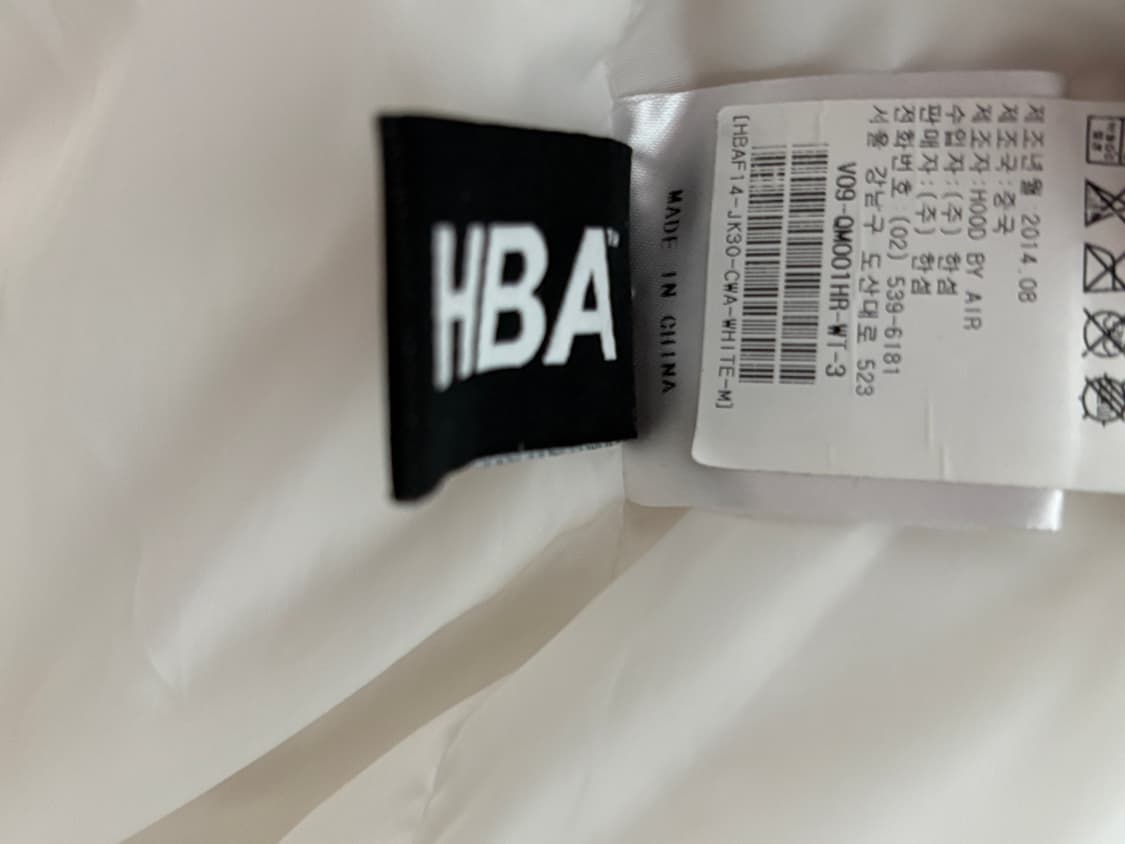 HBA™
MADE IN CHINA
제조년월 2014.08
제조국:중국
제조자:HOOD BY AIR
수입자:(주) 한섬
판매자:(주) 한섬
전화번호:(02) 539-6181
서울 강남구 도산대로 523
V09-QM001HR-WT-3
[HBAF14-JK30-CWA-WHITE-M]